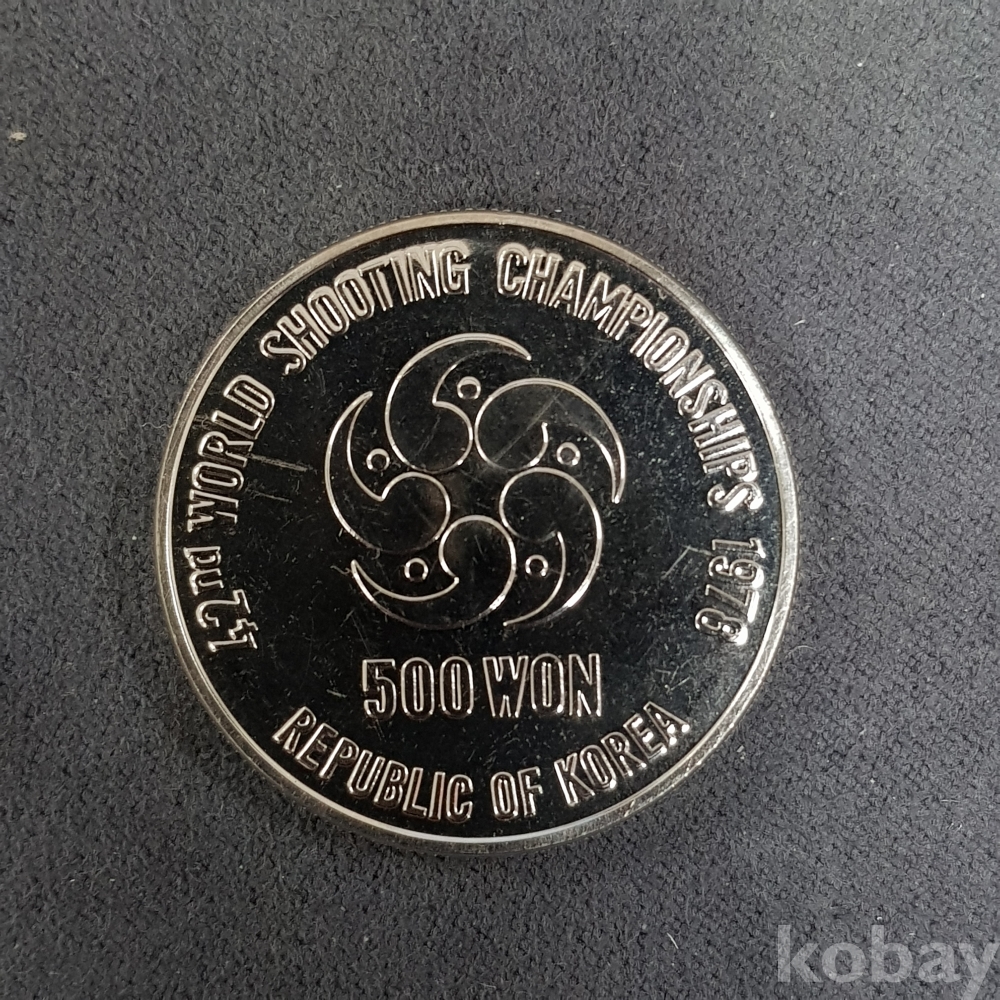 42nd WORLD SHOOTING CHAMPIONSHIPS 1978
500 WON
REPUBLIC OF KOREA
kobay